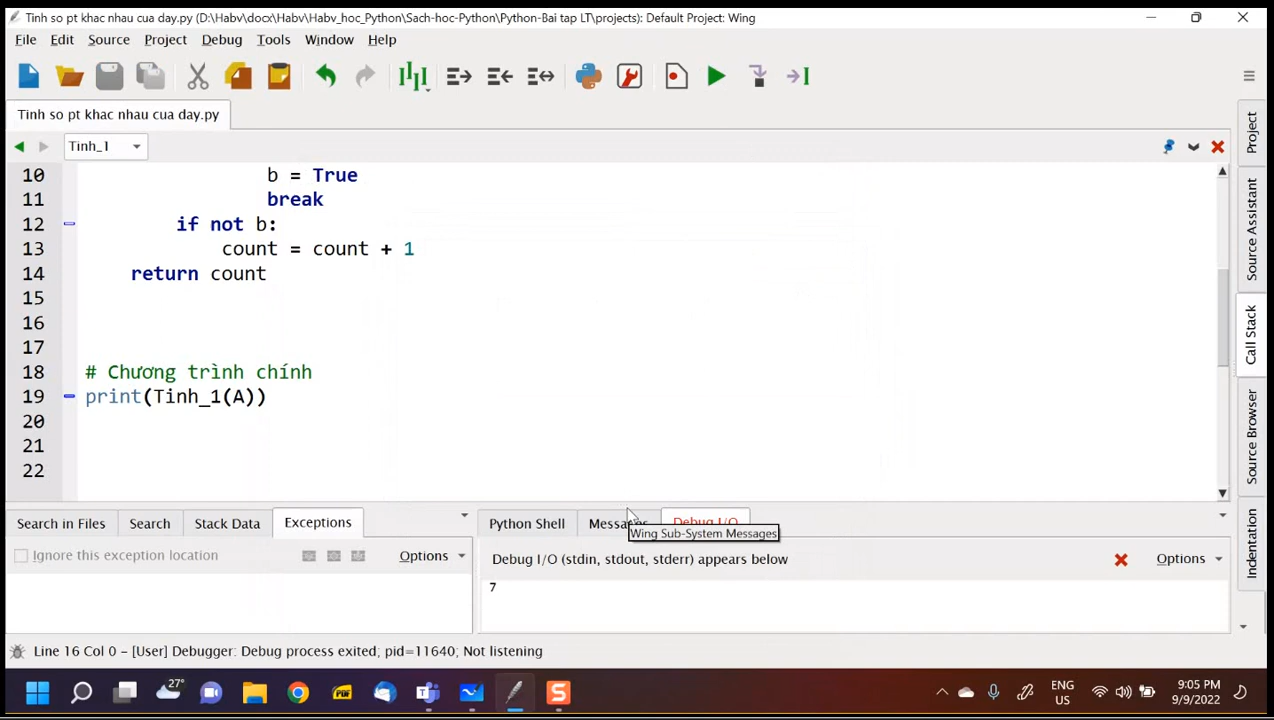 Tinh so pt khac nhau cua day.py (D:\Habv\docx\Habv\Habv_hoc_Python\Sach-hoc-Python\Python-Bai tap LT\projects): Default Project: Wing
File Edit Source Project Debug Tools Window Help
Tinh so pt khac nhau cua day.py
Tinh_1
10 b = True
11 break
12 if not b:
13 count = count + 1
14 return count
15
16
17
18 # Chương trình chính
19 print(Tinh_1(A))
20
21
22
Project
Source Assistant
Call Stack
Source Browser
Indentation
Search in Files Search Stack Data Exceptions
Ignore this exception location Options
Python Shell Messages Debug I/O
Wing Sub-System Messages
Debug I/O (stdin, stdout, stderr) appears below Options
7
Line 16 Col 0 – [User] Debugger: Debug process exited; pid=11640; Not listening
27°
PDF
S
ENG
US
9:05 PM
9/9/2022